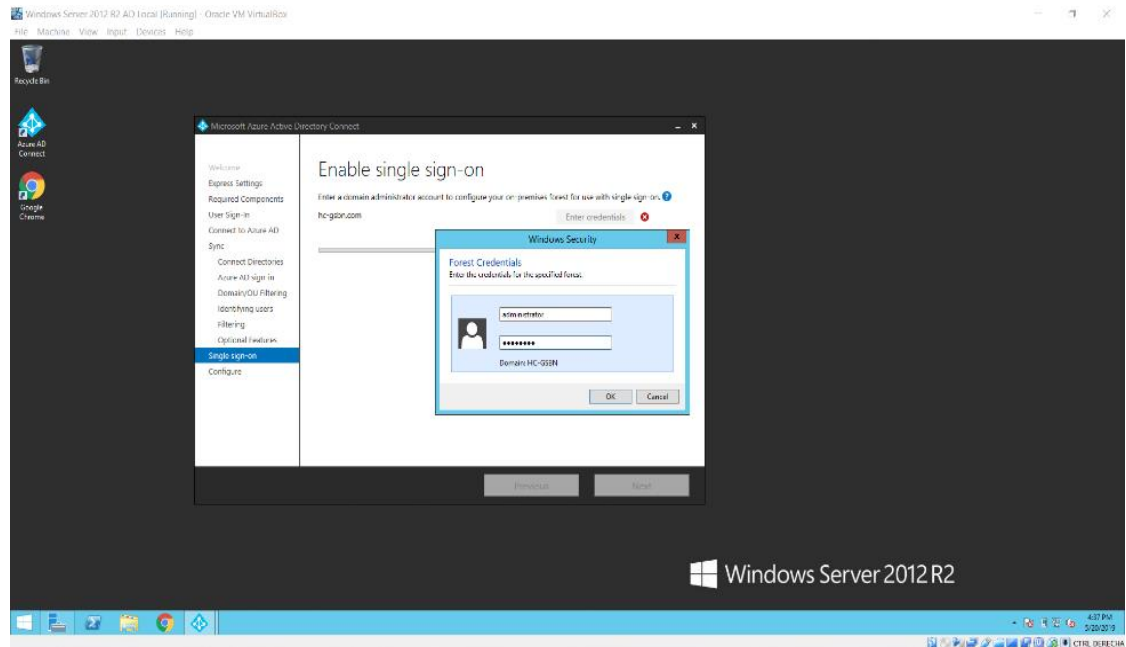 Windows Server 2012 R2 AD Local [Running] - Oracle VM VirtualBox
File Machine View Input Devices Help
Recycle Bin
Azure AD
Connect
Google
Chrome
Microsoft Azure Active Directory Connect
Welcome
Express Settings
Required Components
User Sign-In
Connect to Azure AD
Sync
Connect Directories
Azure AD sign in
Domain/OU Filtering
Identifying users
Filtering
Optional Features
Single sign-on
Configure
Enable single sign-on
Enter a domain administrator account to configure your on-premises forest for use with single sign-on.
Enter credentials
Windows Security
Forest Credentials
Enter the credentials for the specified forest.
administrator
Domain: HC-GSBN
OK Cancel
Previous Next
Windows Server 2012 R2
4:37 PM
5/20/2019
CTRL DERECHA